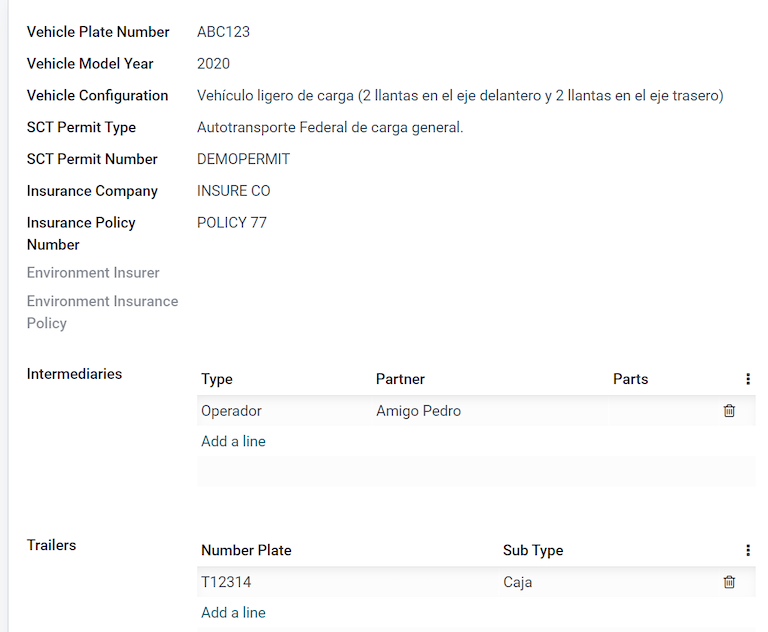 Vehicle Plate Number ABC123
Vehicle Model Year 2020
Vehicle Configuration Vehículo ligero de carga (2 llantas en el eje delantero y 2 llantas en el eje trasero)
SCT Permit Type Autotransporte Federal de carga general.
SCT Permit Number DEMOPERMIT
Insurance Company INSURE CO
Insurance Policy POLICY 77
Number
Environment Insurer
Environment Insurance
Policy
Intermediaries
Type Partner Parts
Operador Amigo Pedro
Add a line
Trailers
Number Plate Sub Type
T12314 Caja
Add a line